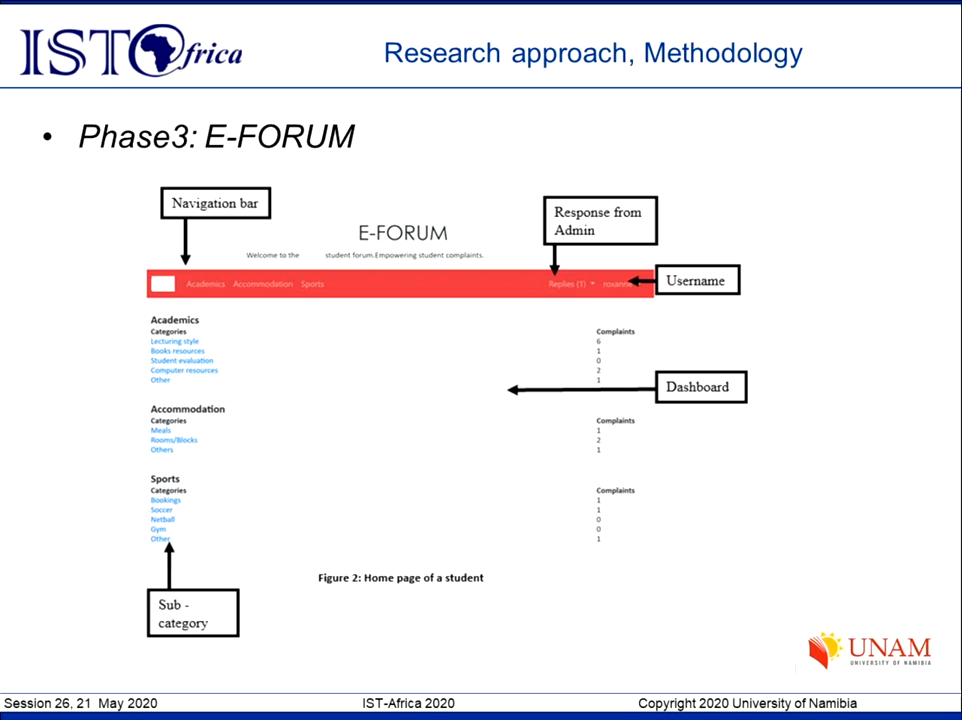 ISTAfrica
Research approach, Methodology
• Phase3: E-FORUM
Navigation bar
Response from
Admin
E-FORUM
Welcome to the student forum.Empowering student complaints.
Academics Accommodation Sports Replies (1)
Username
Academics
Categories Complaints
Lecturing style 6
Books resources 1
Student evaluation 0
Computer resources 2
Other 1
Dashboard
Accommodation
Categories Complaints
Meals 1
Rooms/Blocks 2
Others 1
Sports
Categories Complaints
Bookings 1
Soccer 1
Netball 0
Gym 0
Other 1
Figure 2: Home page of a student
Sub -
category
UNAM
UNIVERSITY OF NAMIBIA
Session 26, 21 May 2020 IST-Africa 2020 Copyright 2020 University of Namibia